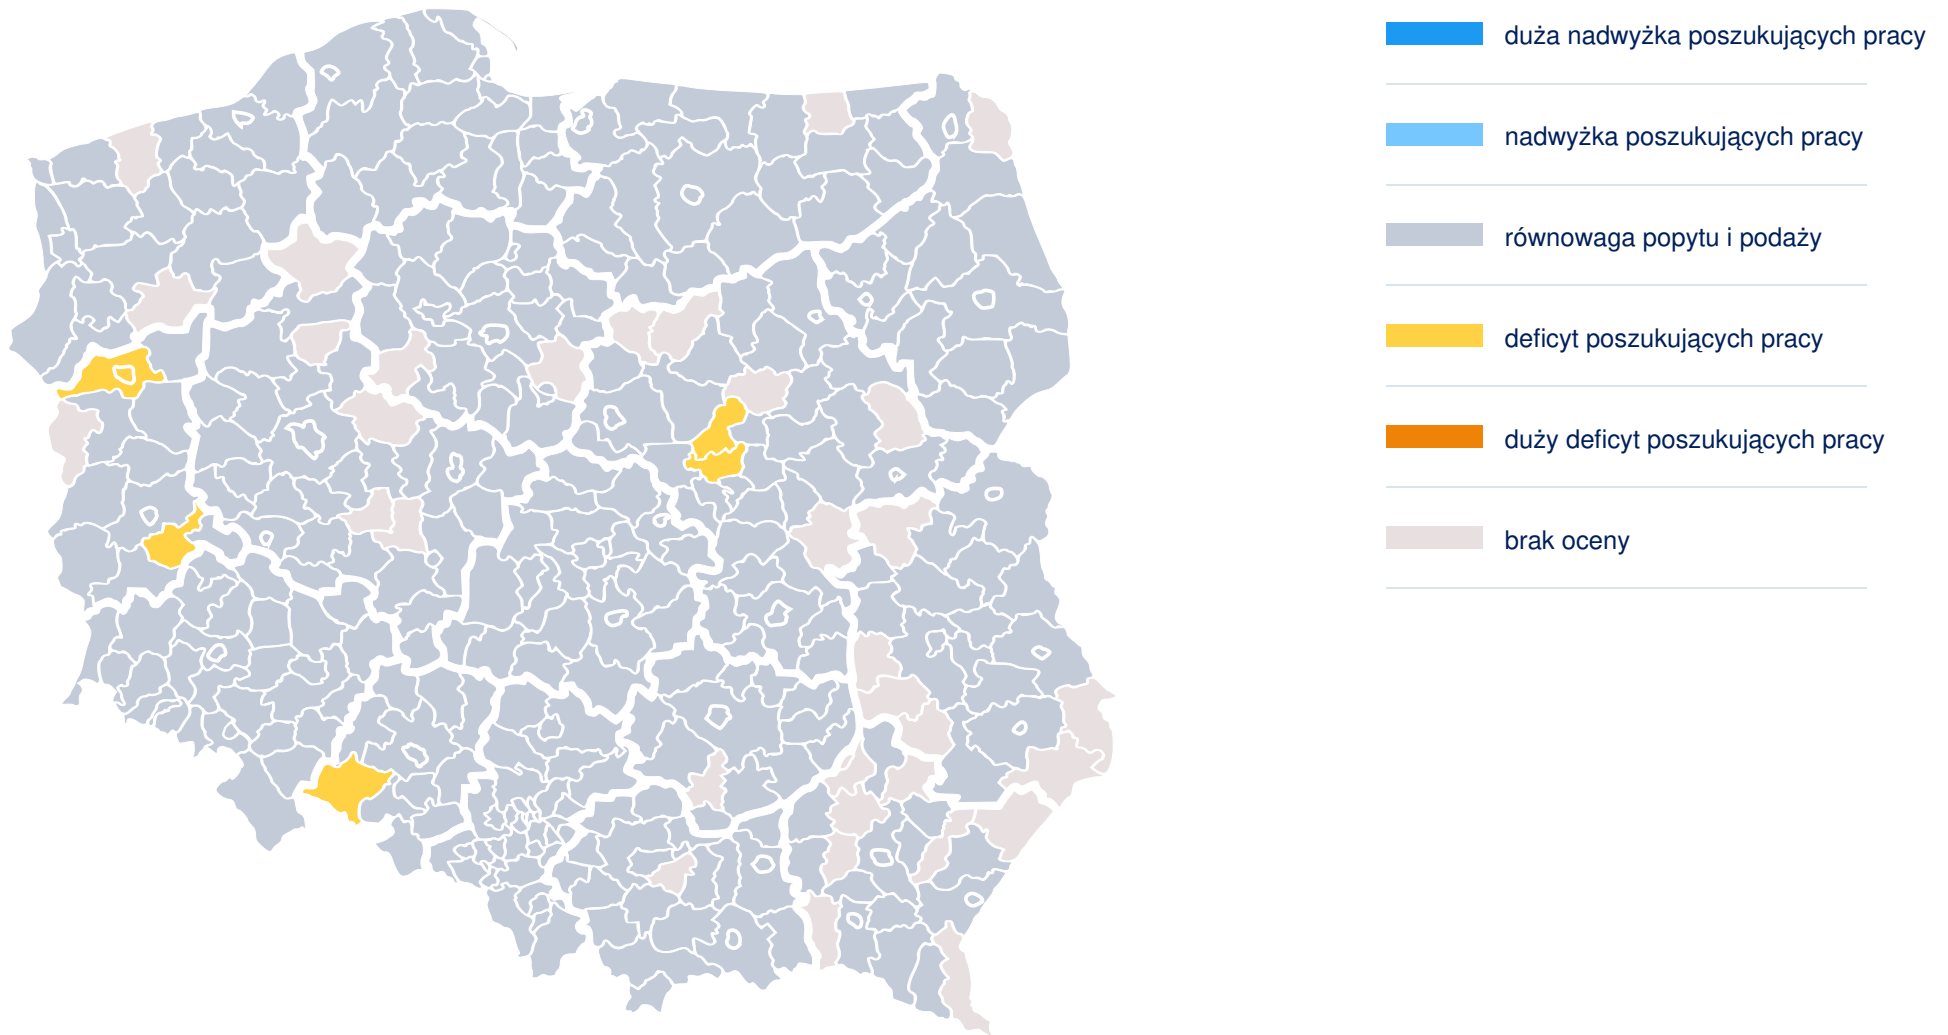 duża nadwyżka poszukujących pracy
nadwyżka poszukujących pracy
równowaga popytu i podaży
deficyt poszukujących pracy
duży deficyt poszukujących pracy
brak oceny